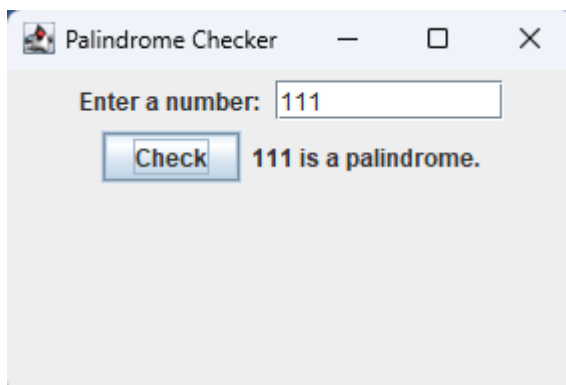 Palindrome Checker
Enter a number: 111
Check 111 is a palindrome.